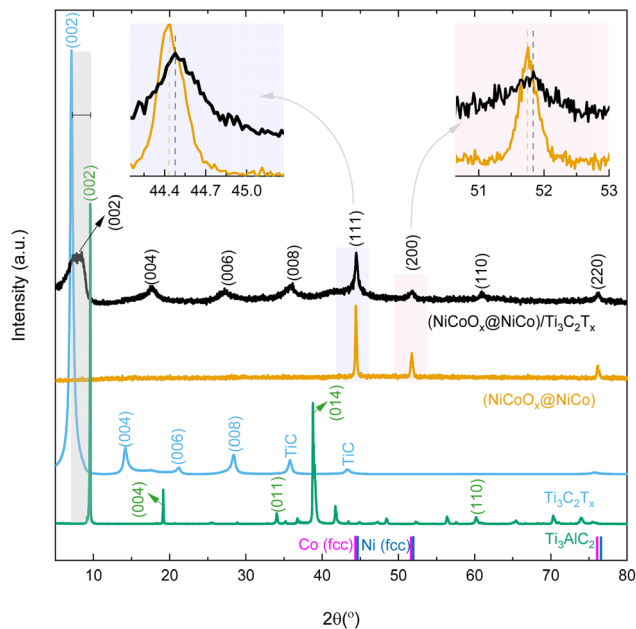 (002)
(002)
(002)
44.4 44.7 45.0
51 52 53
(004)
(006)
(008)
(111)
(200)
(110)
(220)
(NiCoOx@NiCo)/Ti3C2Tx
(NiCoOx@NiCo)
(004)
(006)
(008)
TiC
TiC
(014)
Ti3C2Tx
(004)
(011)
(110)
Ti3AlC2
Co (fcc) Ni (fcc)
10 20 30 40 50 60 70 80
2θ(º)
Intensity (a.u.)